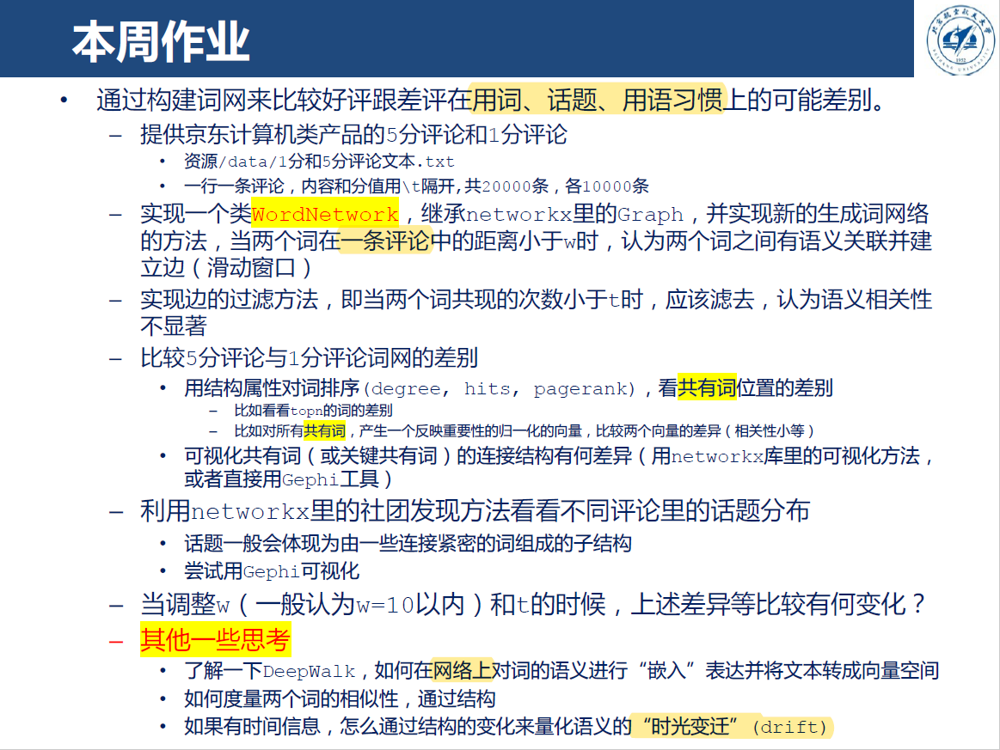 本周作业
• 通过构建词网来比较好评跟差评在用词、话题、用语习惯上的可能差别。
– 提供京东计算机类产品的5分评论和1分评论
• 资源/data/1分和5分评论文本.txt
• 一行一条评论，内容和分值用\t隔开,共20000条，各10000条
– 实现一个类WordNetwork，继承networkx里的Graph，并实现新的生成词网络
的方法，当两个词在一条评论中的距离小于w时，认为两个词之间有语义关联并建
立边（滑动窗口）
– 实现边的过滤方法，即当两个词共现的次数小于t时，应该滤去，认为语义相关性
不显著
– 比较5分评论与1分评论词网的差别
• 用结构属性对词排序(degree, hits, pagerank)，看共有词位置的差别
– 比如看看topn的词的差别
– 比如对所有共有词，产生一个反映重要性的归一化的向量，比较两个向量的差异（相关性小等）
• 可视化共有词（或关键共有词）的连接结构有何差异（用networkx库里的可视化方法，
或者直接用Gephi工具）
– 利用networkx里的社团发现方法看看不同评论里的话题分布
• 话题一般会体现为由一些连接紧密的词组成的子结构
• 尝试用Gephi可视化
– 当调整w（一般认为w=10以内）和t的时候，上述差异等比较有何变化？
– 其他一些思考
• 了解一下DeepWalk，如何在网络上对词的语义进行“嵌入”表达并将文本转成向量空间
• 如何度量两个词的相似性，通过结构
• 如果有时间信息，怎么通过结构的变化来量化语义的“时光变迁”(drift)